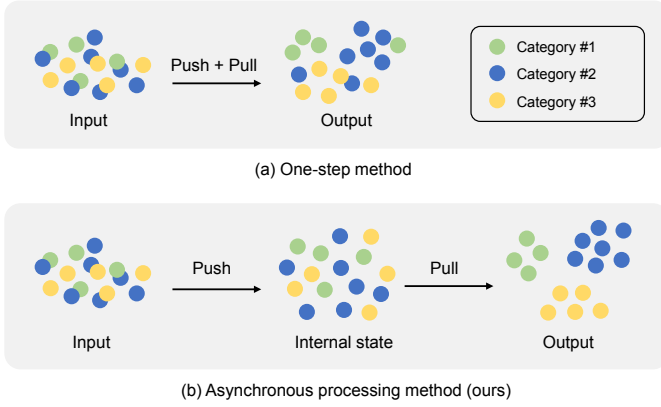 Push + Pull
Input
Output
Category #1
Category #2
Category #3
(a) One-step method
Push
Pull
Input
Internal state
Output
(b) Asynchronous processing method (ours)